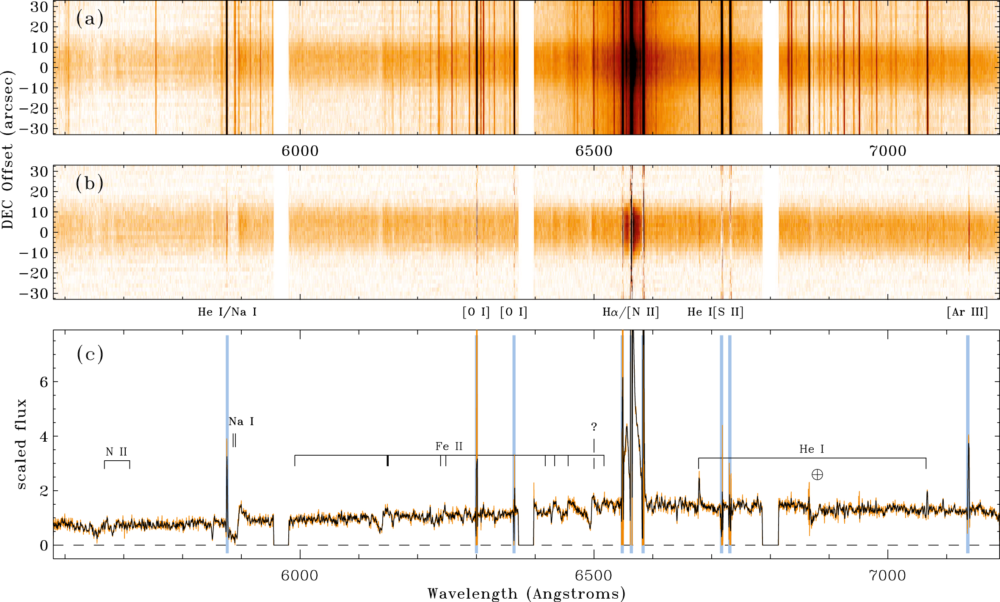 (a)
30
20
10
0
−10
−20
−30
6000 6500 7000
DEC Offset (arcsec)
(b)
30
20
10
0
−10
−20
−30
He I/Na I [O I] [O I] Hα/[N II] He I [S II] [Ar III]
(c)
scaled flux
6
4
2
0
N II
Na I
Fe II
?
He I
6000 6500 7000
Wavelength (Angstroms)